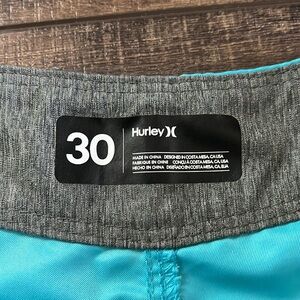 30
Hurley
MADE IN CHINA DESIGNED IN COSTA MESA, CA, USA
FABRIQUÉ EN CHINE CONÇU À COSTA MESA, CA, USA
HECHO EN CHINA DISEÑADO EN COSTA MESA, CA, EUA